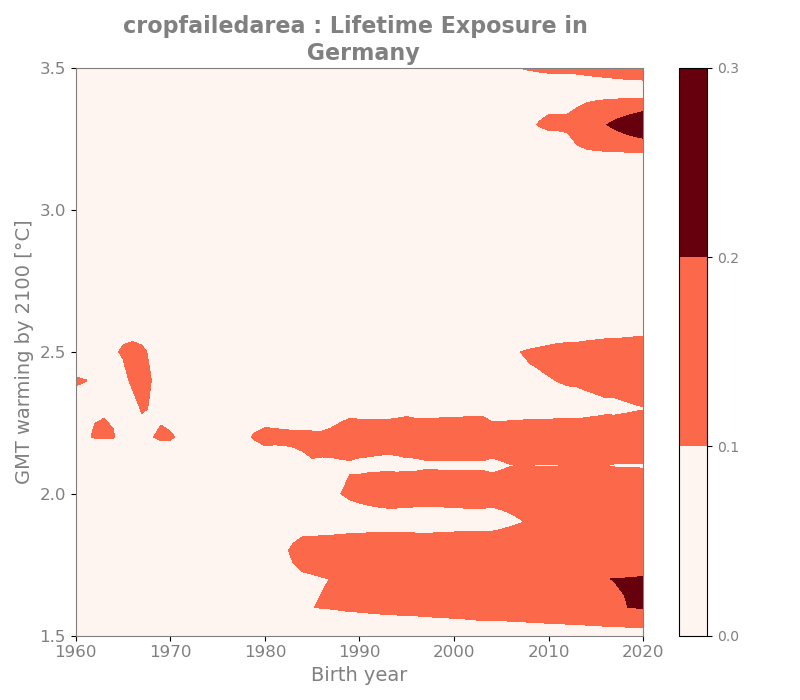 cropfailedarea : Lifetime Exposure in
Germany
3.5
3.0
2.5
2.0
1.5
GMT warming by 2100 [°C]
1960 1970 1980 1990 2000 2010 2020
Birth year
0.3
0.2
0.1
0.0